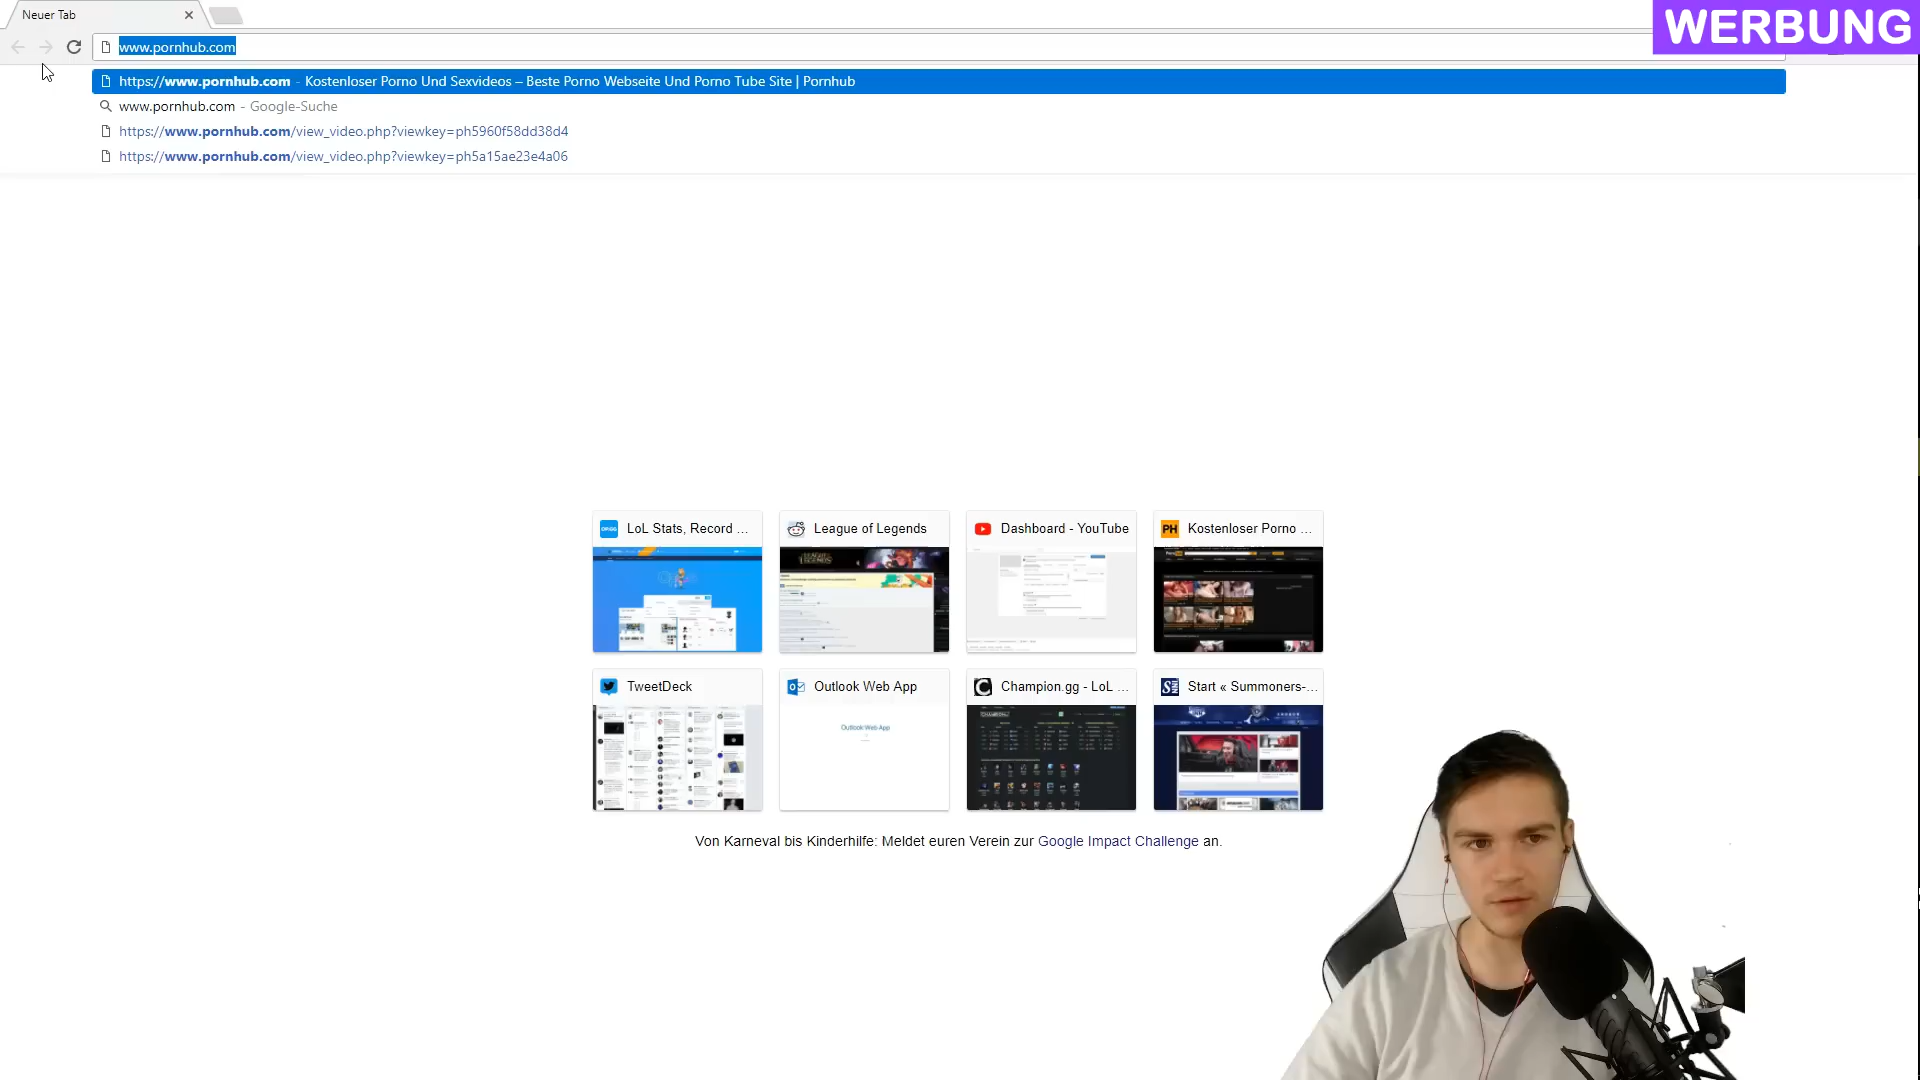 Neuer Tab
WERBUNG
www.pornhub.com
https://www.pornhub.com - Kostenloser Porno Und Sexvideos – Beste Porno Webseite Und Porno Tube Site | Pornhub
www.pornhub.com - Google-Suche
https://www.pornhub.com/view_video.php?viewkey=ph5960f58dd38d4
https://www.pornhub.com/view_video.php?viewkey=ph5a15ae23e4a06
LoL Stats, Record ...
League of Legends
Dashboard - YouTube
PH Kostenloser Porno ...
TweetDeck
Outlook Web App
Champion.gg - LoL ...
Start « Summoners-...
Outlook Web App
Von Karneval bis Kinderhilfe: Meldet euren Verein zur Google Impact Challenge an.